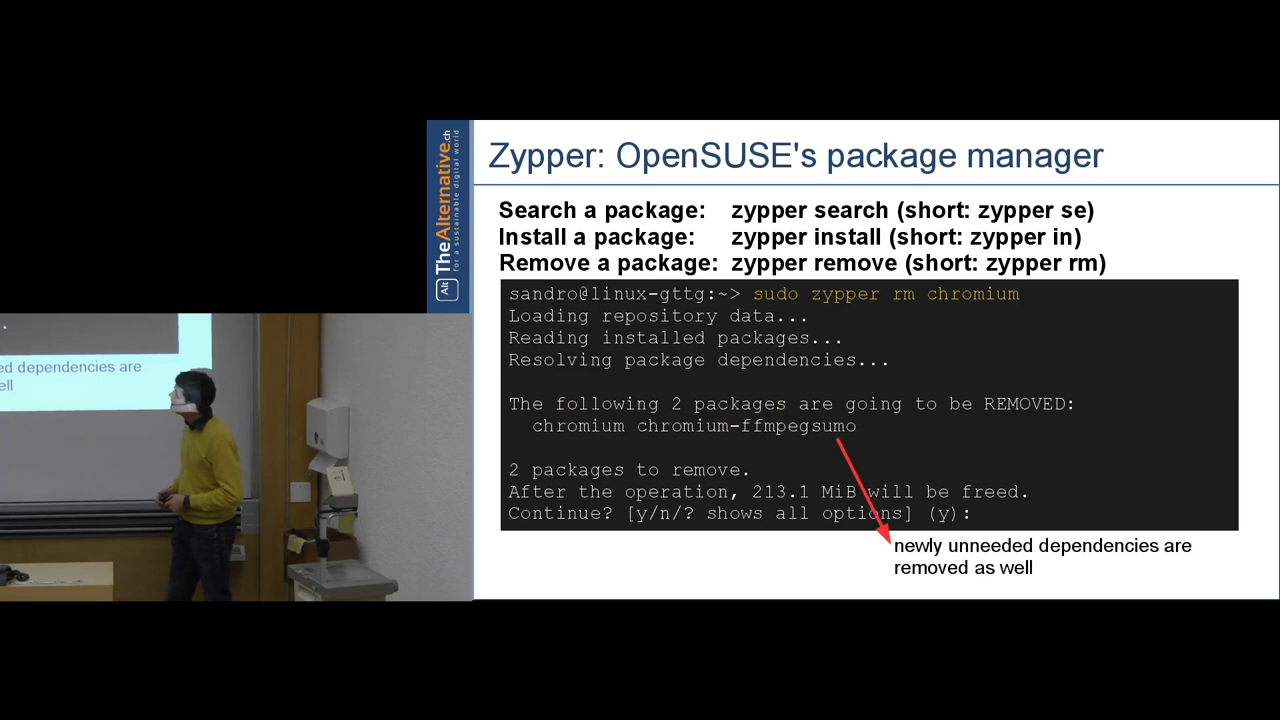 Zypper: OpenSUSE's package manager
Search a package: zypper search (short: zypper se)
Install a package: zypper install (short: zypper in)
Remove a package: zypper remove (short: zypper rm)
sandro@linux-gttg:~> sudo zypper rm chromium
Loading repository data...
Reading installed packages...
Resolving package dependencies...
The following 2 packages are going to be REMOVED:
chromium chromium-ffmpegsumo
2 packages to remove.
After the operation, 213.1 MiB will be freed.
Continue? [y/n/? shows all options] (y):
newly unneeded dependencies are
removed as well
Alt TheAlternative.ch
for a sustainable digital world
ed dependencies are
ell